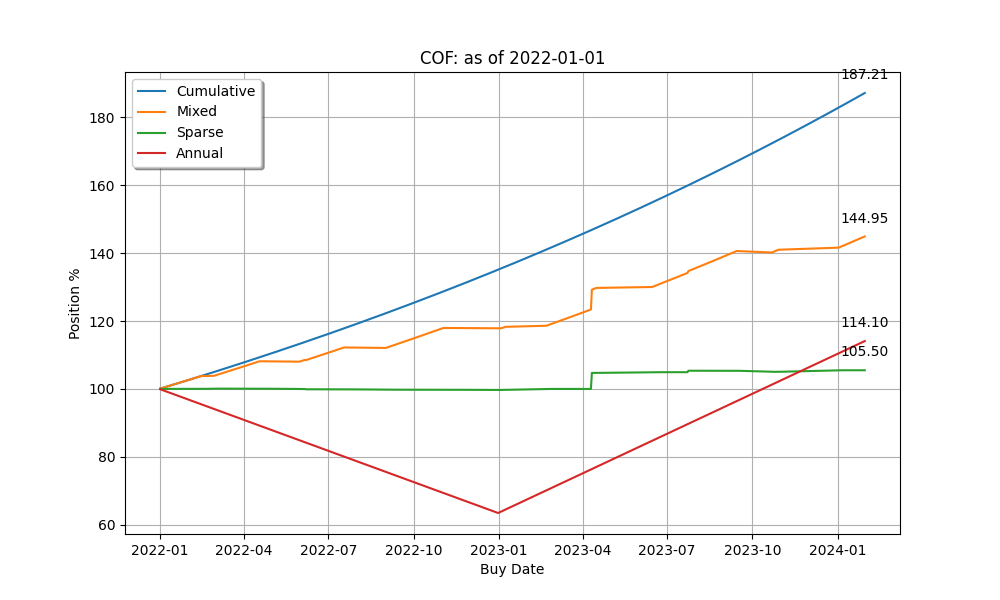 COF: as of 2022-01-01
187.21
Cumulative
Mixed
Sparse
Annual
180
160
144.95
140
Position %
120
114.10
105.50
100
80
60
2022-01 2022-04 2022-07 2022-10 2023-01 2023-04 2023-07 2023-10 2024-01
Buy Date